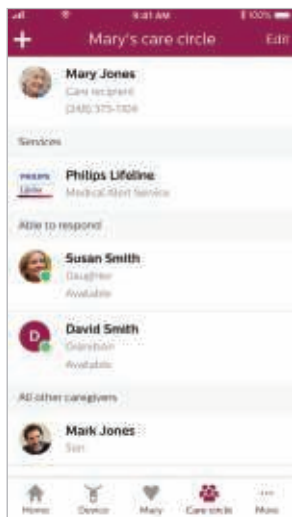 9:41 AM
100%
Mary's care circle
Edit
Mary Jones
Care recipient
Services
PHILIPS
Lifeline
Philips Lifeline
Medical Alert Service
Able to respond
Susan Smith
Daughter
Available
D
David Smith
Grandson
Available
All other caregivers
Mark Jones
Son
Home
Device
Mary
Care circle
More